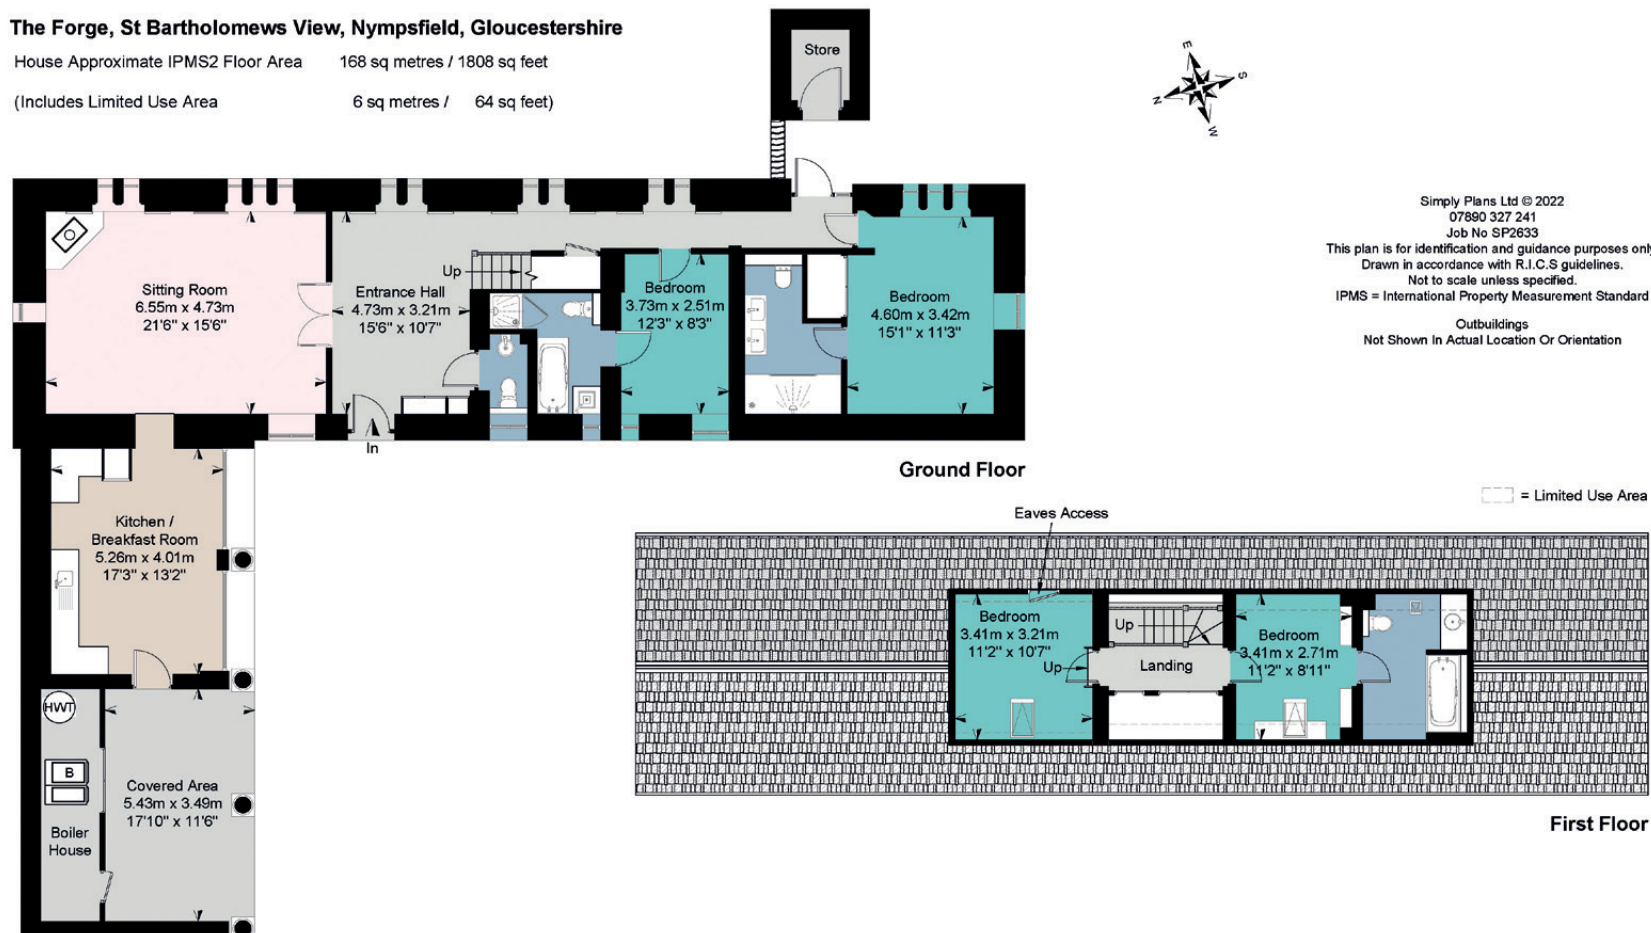 The Forge, St Bartholomews View, Nympsfield, Gloucestershire
House Approximate IPMS2 Floor Area 168 sq metres / 1808 sq feet
(Includes Limited Use Area 6 sq metres / 64 sq feet)
Store
E
S
N
W
Simply Plans Ltd © 2022
07890 327 241
Job No SP2633
This plan is for identification and guidance purposes only
Drawn in accordance with R.I.C.S guidelines.
Not to scale unless specified.
IPMS = International Property Measurement Standard
Outbuildings
Not Shown In Actual Location Or Orientation
Sitting Room
6.55m x 4.73m
21'6" x 15'6"
Entrance Hall
4.73m x 3.21m
15'6" x 10'7"
Up
Bedroom
3.73m x 2.51m
12'3" x 8'3"
Bedroom
4.60m x 3.42m
15'1" x 11'3"
In
Ground Floor
Kitchen /
Breakfast Room
5.26m x 4.01m
17'3" x 13'2"
HWT
B
Boiler
House
Covered Area
5.43m x 3.49m
17'10" x 11'6"
= Limited Use Area
Eaves Access
Bedroom
3.41m x 3.21m
11'2" x 10'7"
Up
Up
Landing
Bedroom
3.41m x 2.71m
11'2" x 8'11"
First Floor